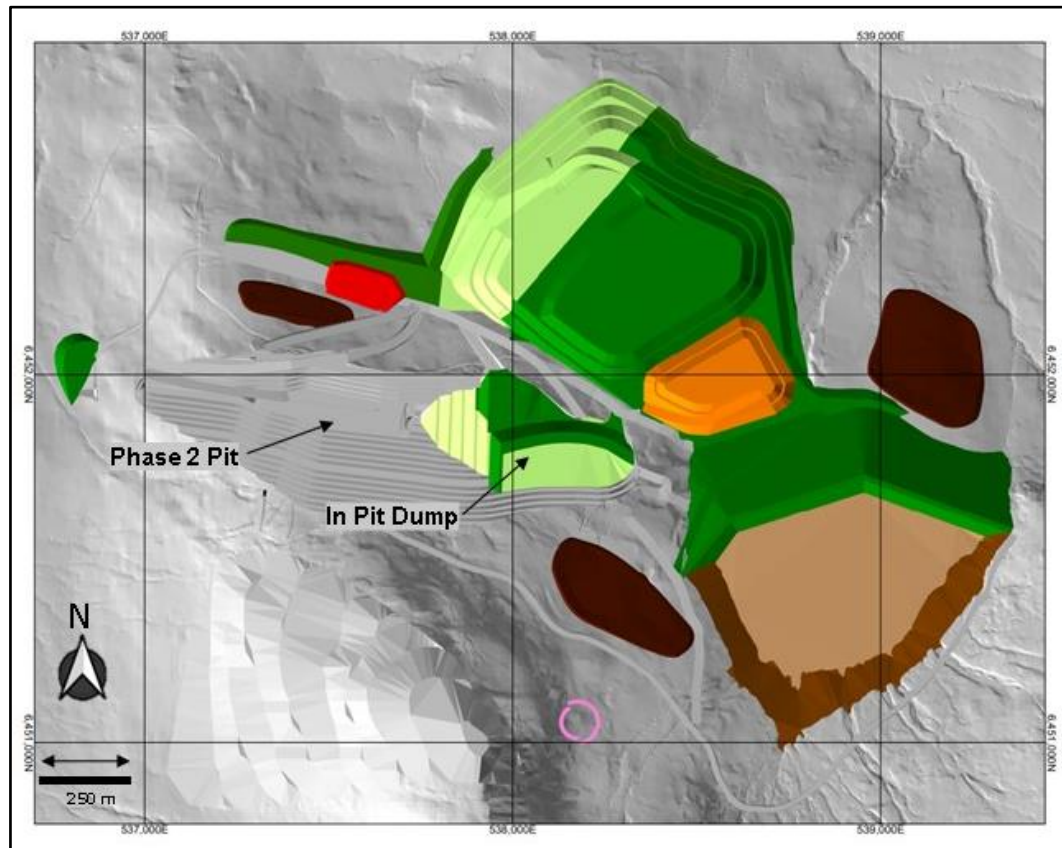 537,000E
538,000E
539,000E
6,452,000N
6,452,000N
Phase 2 Pit
In Pit Dump
N
6,451,000N
6,451,000N
250 m
537,000E
538,000E
539,000E